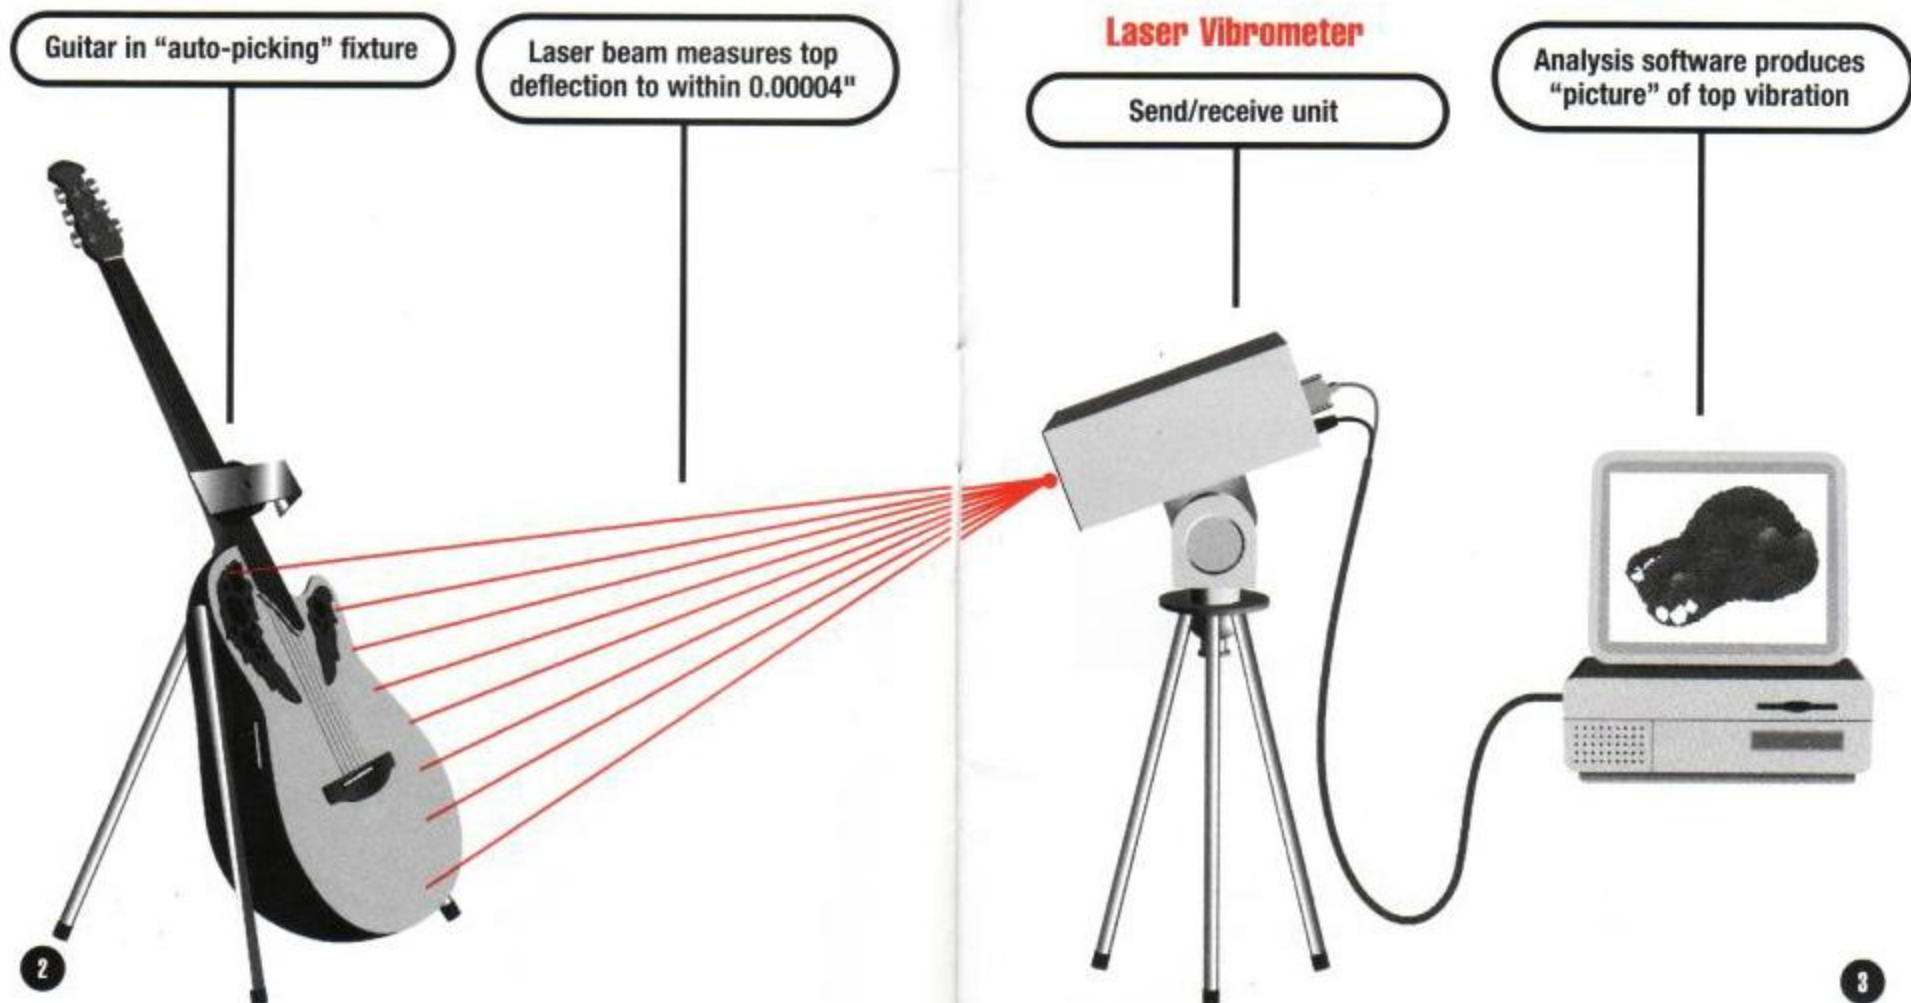 Guitar in “auto-picking” fixture
Laser beam measures top
deflection to within 0.00004"
2
Laser Vibrometer
Send/receive unit
Analysis software produces
“picture” of top vibration
3